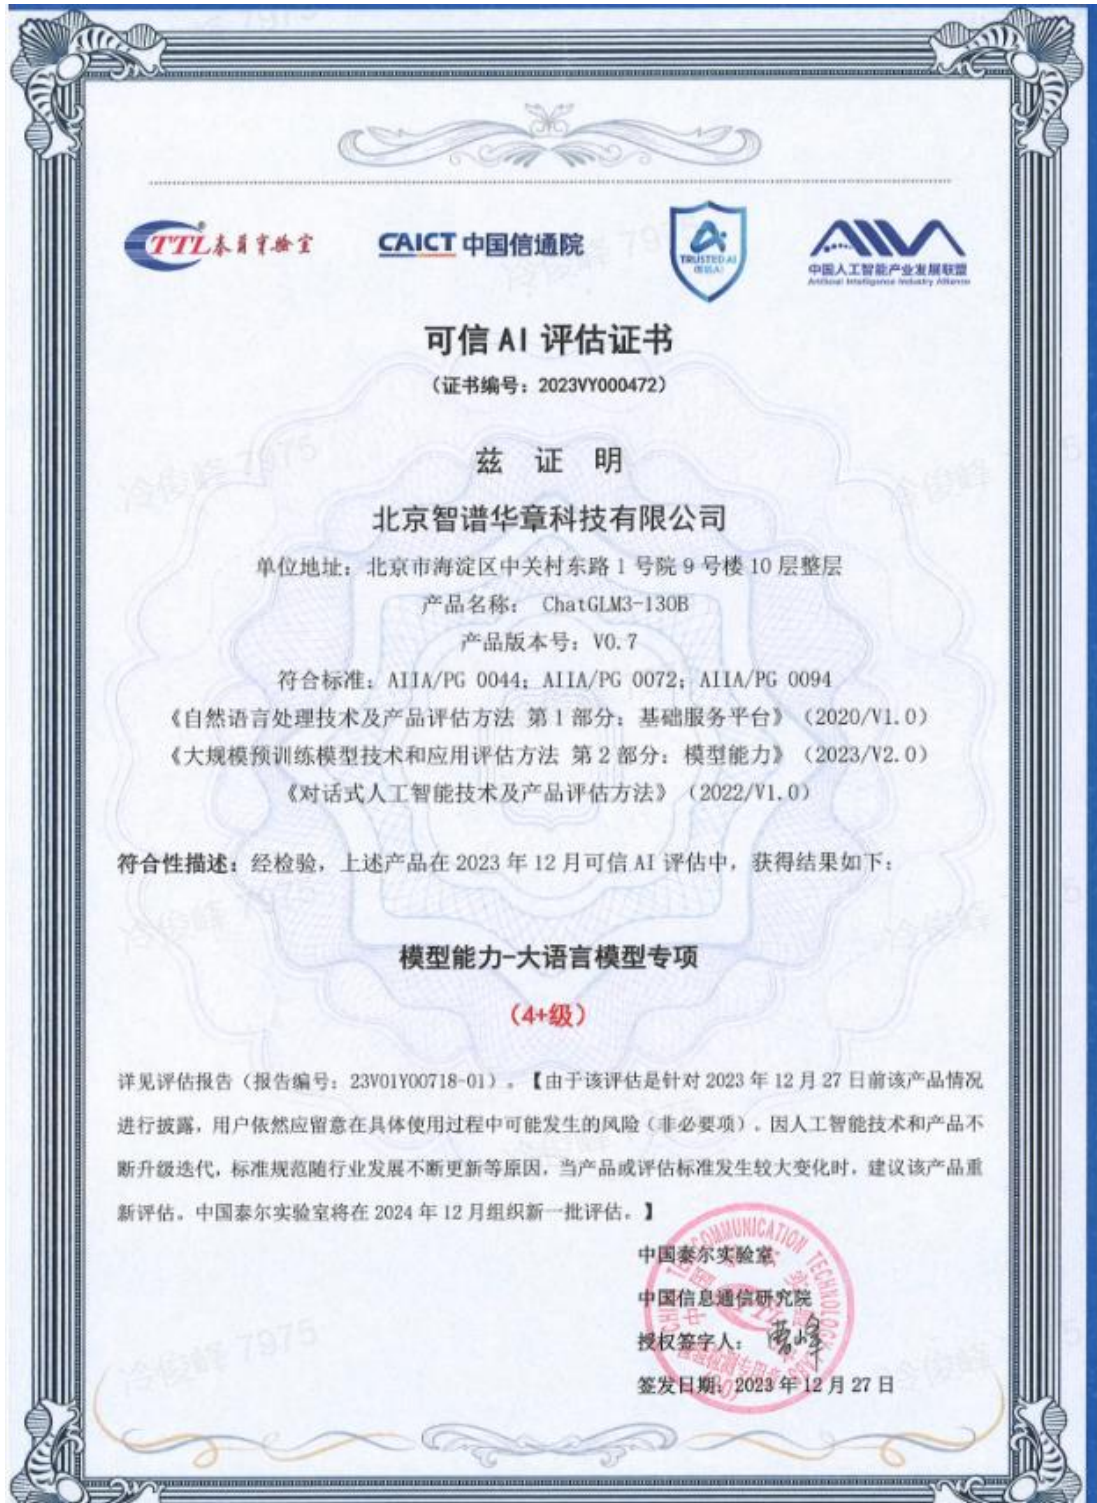 TTL泰尔实验室
CAICT 中国信通院
TRUSTED AI
可信AI
AIIA
中国人工智能产业发展联盟
Artificial Intelligence Industry Alliance
可信 AI 评估证书
（证书编号：2023VY000472）
兹 证 明
北京智谱华章科技有限公司
单位地址：北京市海淀区中关村东路 1 号院 9 号楼 10 层整层
产品名称： ChatGLM3-130B
产品版本号：V0.7
符合标准：AIIA/PG 0044；AIIA/PG 0072；AIIA/PG 0094
《自然语言处理技术及产品评估方法 第 1 部分：基础服务平台》（2020/V1.0）
《大规模预训练模型技术和应用评估方法 第 2 部分：模型能力》（2023/V2.0）
《对话式人工智能技术及产品评估方法》（2022/V1.0）
符合性描述：经检验，上述产品在 2023 年 12 月可信 AI 评估中，获得结果如下：
模型能力-大语言模型专项
（4+级）
详见评估报告（报告编号：23V01Y00718-01）。【由于该评估是针对 2023 年 12 月 27 日前该产品情况
进行披露，用户依然应留意在具体使用过程中可能发生的风险（非必要项）。因人工智能技术和产品不
断升级迭代，标准规范随行业发展不断更新等原因，当产品或评估标准发生较大变化时，建议该产品重
新评估。中国泰尔实验室将在 2024 年 12 月组织新一批评估。】
中国泰尔实验室
中国信息通信研究院
授权签字人： 曹峰
签发日期：2023 年 12 月 27 日
冷俊峰 7975